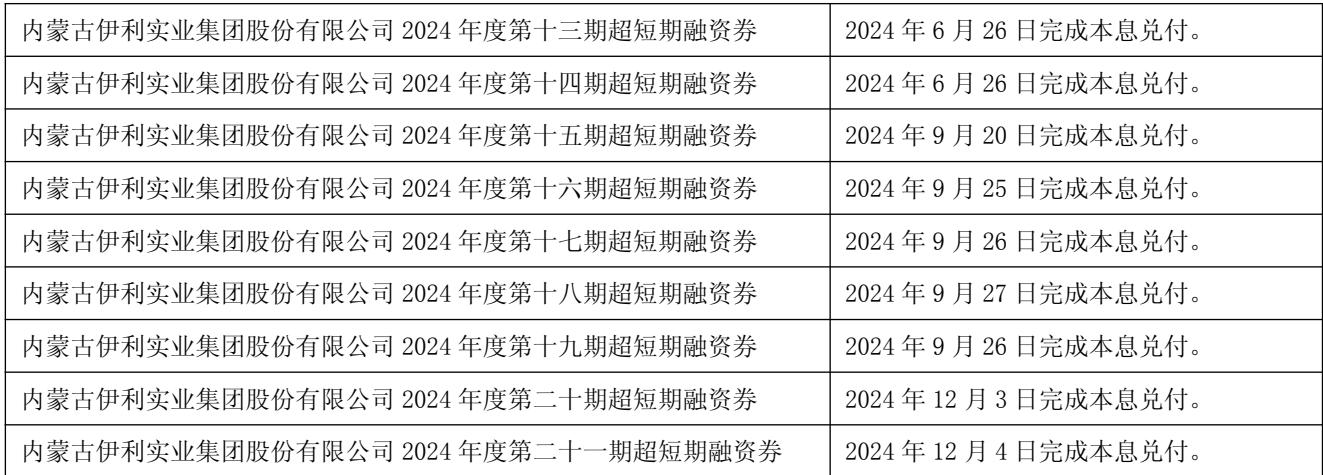 内蒙古伊利实业集团股份有限公司 2024 年度第十三期超短期融资券 2024 年 6 月 26 日完成本息兑付。
内蒙古伊利实业集团股份有限公司 2024 年度第十四期超短期融资券 2024 年 6 月 26 日完成本息兑付。
内蒙古伊利实业集团股份有限公司 2024 年度第十五期超短期融资券 2024 年 9 月 20 日完成本息兑付。
内蒙古伊利实业集团股份有限公司 2024 年度第十六期超短期融资券 2024 年 9 月 25 日完成本息兑付。
内蒙古伊利实业集团股份有限公司 2024 年度第十七期超短期融资券 2024 年 9 月 26 日完成本息兑付。
内蒙古伊利实业集团股份有限公司 2024 年度第十八期超短期融资券 2024 年 9 月 27 日完成本息兑付。
内蒙古伊利实业集团股份有限公司 2024 年度第十九期超短期融资券 2024 年 9 月 26 日完成本息兑付。
内蒙古伊利实业集团股份有限公司 2024 年度第二十期超短期融资券 2024 年 12 月 3 日完成本息兑付。
内蒙古伊利实业集团股份有限公司 2024 年度第二十一期超短期融资券 2024 年 12 月 4 日完成本息兑付。